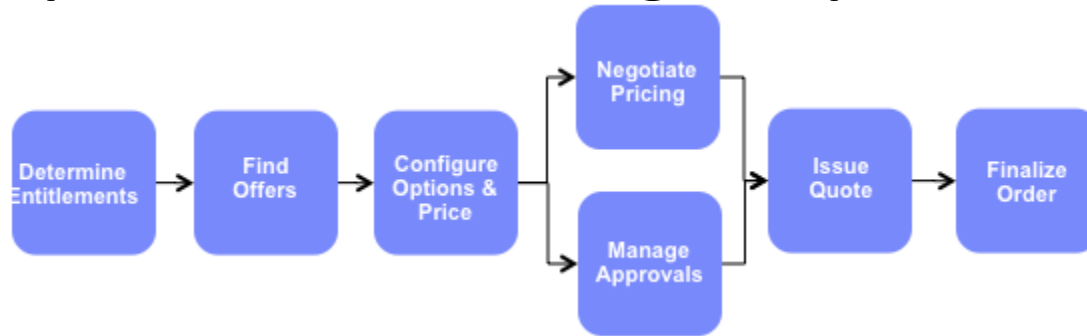 Determine
Entitlements
Find
Offers
Configure
Options &
Price
Negotiate
Pricing
Manage
Approvals
Issue
Quote
Finalize
Order